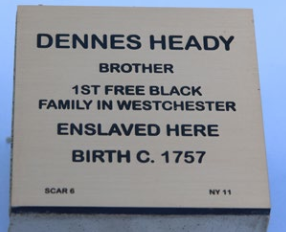 DENNES HEADY
BROTHER
1ST FREE BLACK
FAMILY IN WESTCHESTER
ENSLAVED HERE
BIRTH C. 1757
SCAR 6 NY 11